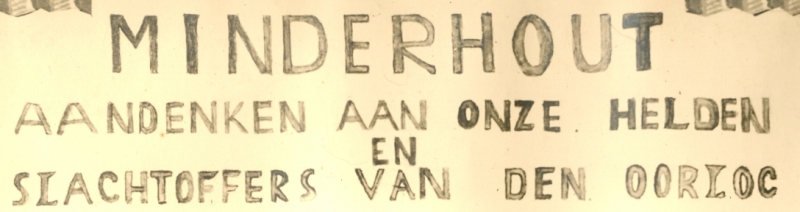 MINDERHOUT
AANDENKEN AAN ONZE HELDEN
EN
SLACHTOFFERS VAN DEN OORLOG